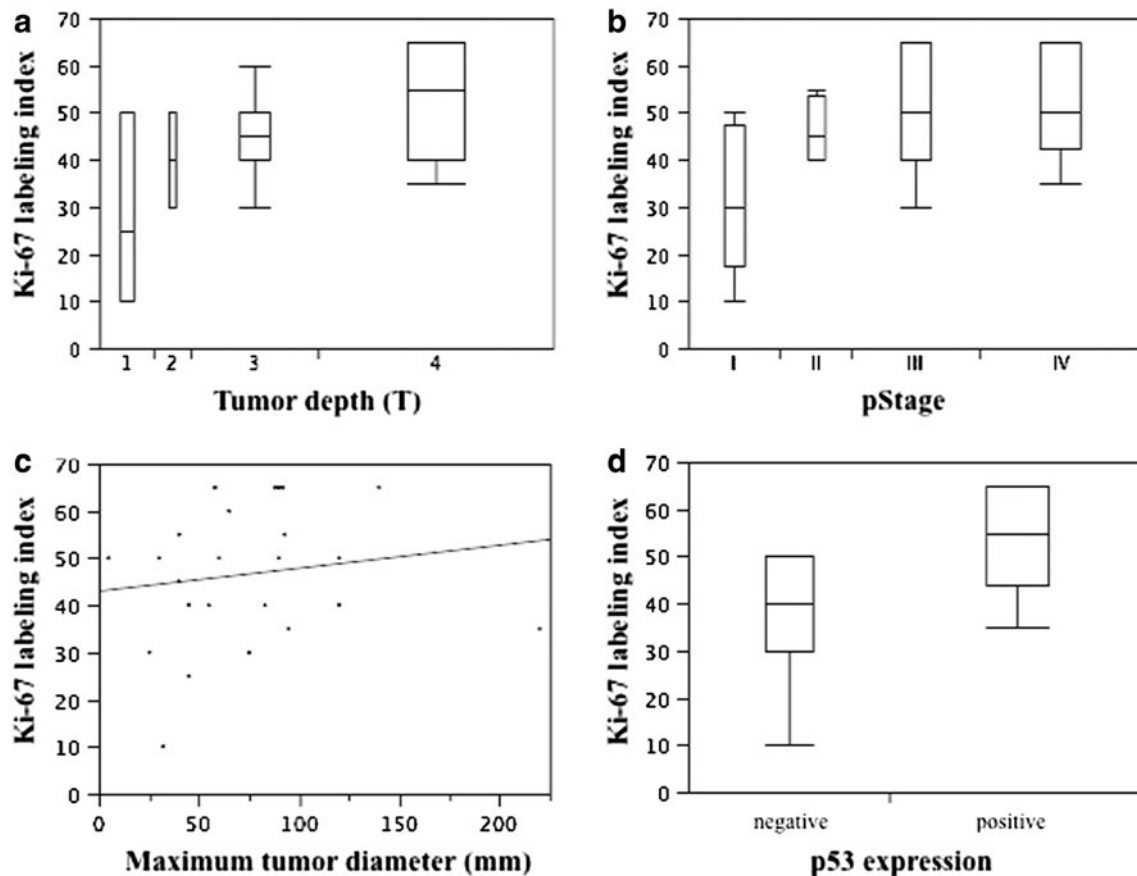 a
70
60
50
40
30
20
10
0
Ki-67 labeling index
1 2 3 4
Tumor depth (T)
b
70
60
50
40
30
20
10
0
Ki-67 labeling index
I II III IV
pStage
c
70
60
50
40
30
20
10
0
Ki-67 labeling index
0 50 100 150 200
Maximum tumor diameter (mm)
d
70
60
50
40
30
20
10
0
Ki-67 labeling index
negative positive
p53 expression